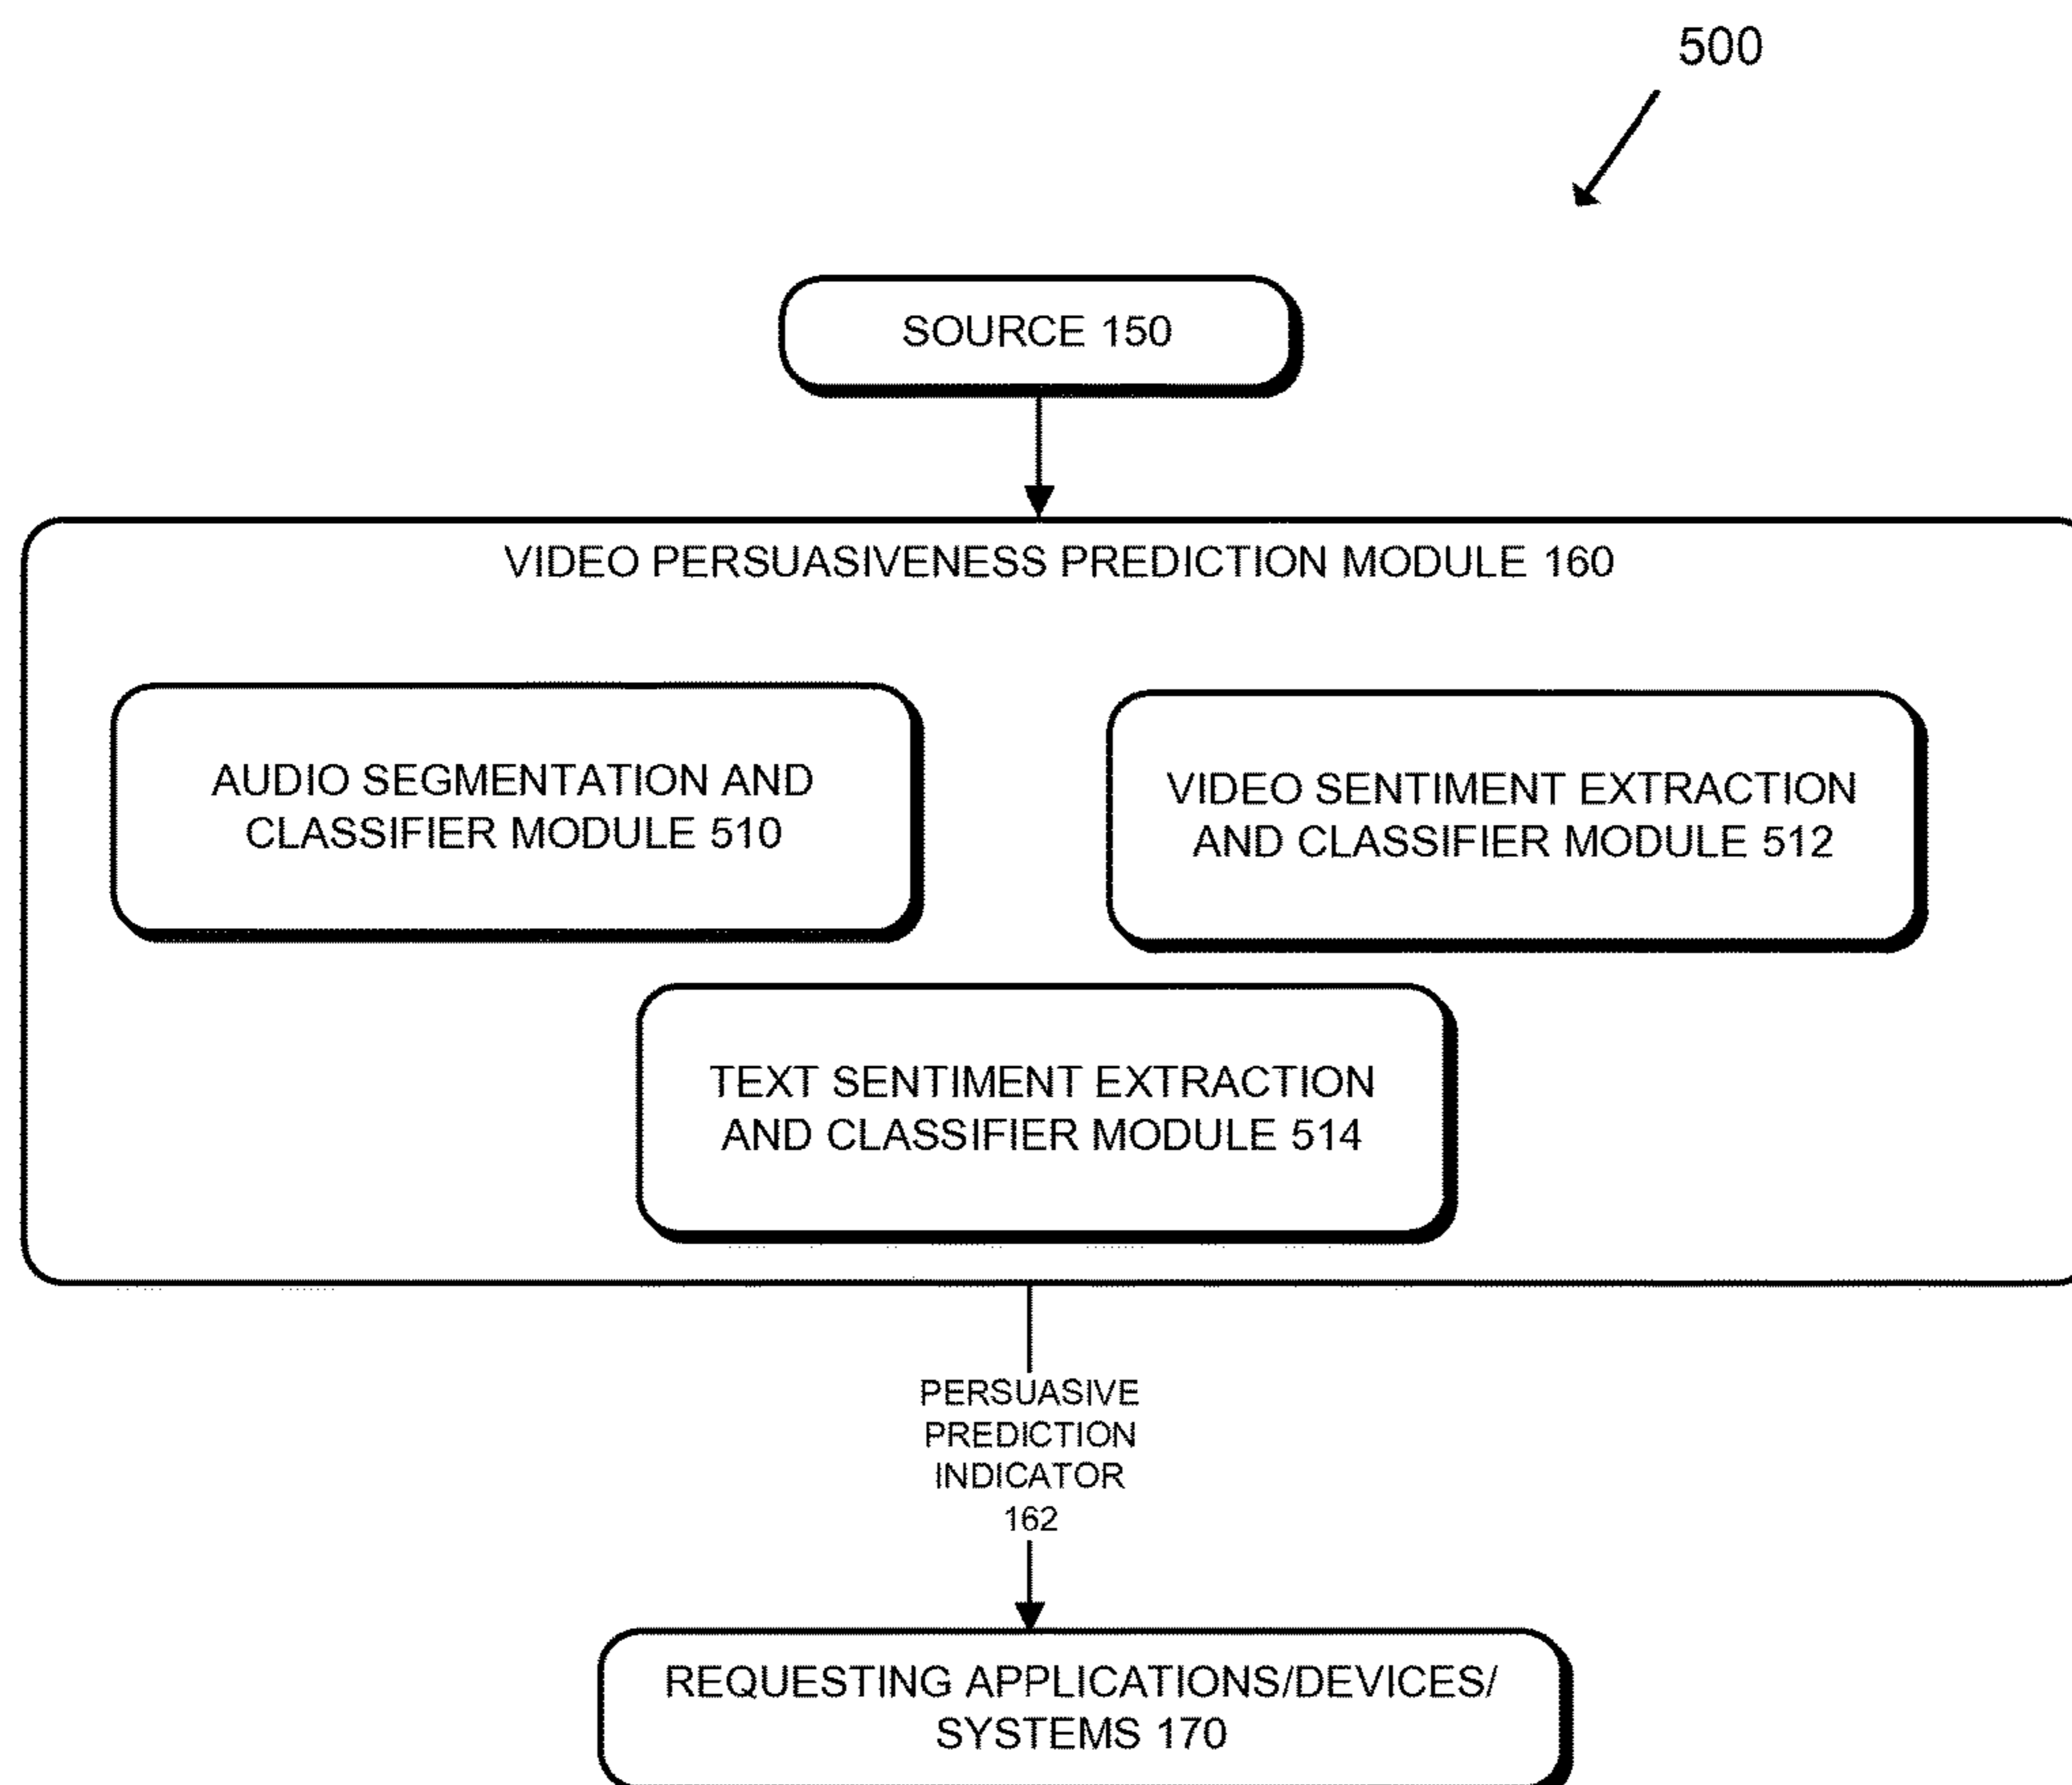 500
SOURCE 150
VIDEO PERSUASIVENESS PREDICTION MODULE 160
AUDIO SEGMENTATION AND
CLASSIFIER MODULE 510
VIDEO SENTIMENT EXTRACTION
AND CLASSIFIER MODULE 512
TEXT SENTIMENT EXTRACTION
AND CLASSIFIER MODULE 514
PERSUASIVE
PREDICTION
INDICATOR
162
REQUESTING APPLICATIONS/DEVICES/
SYSTEMS 170